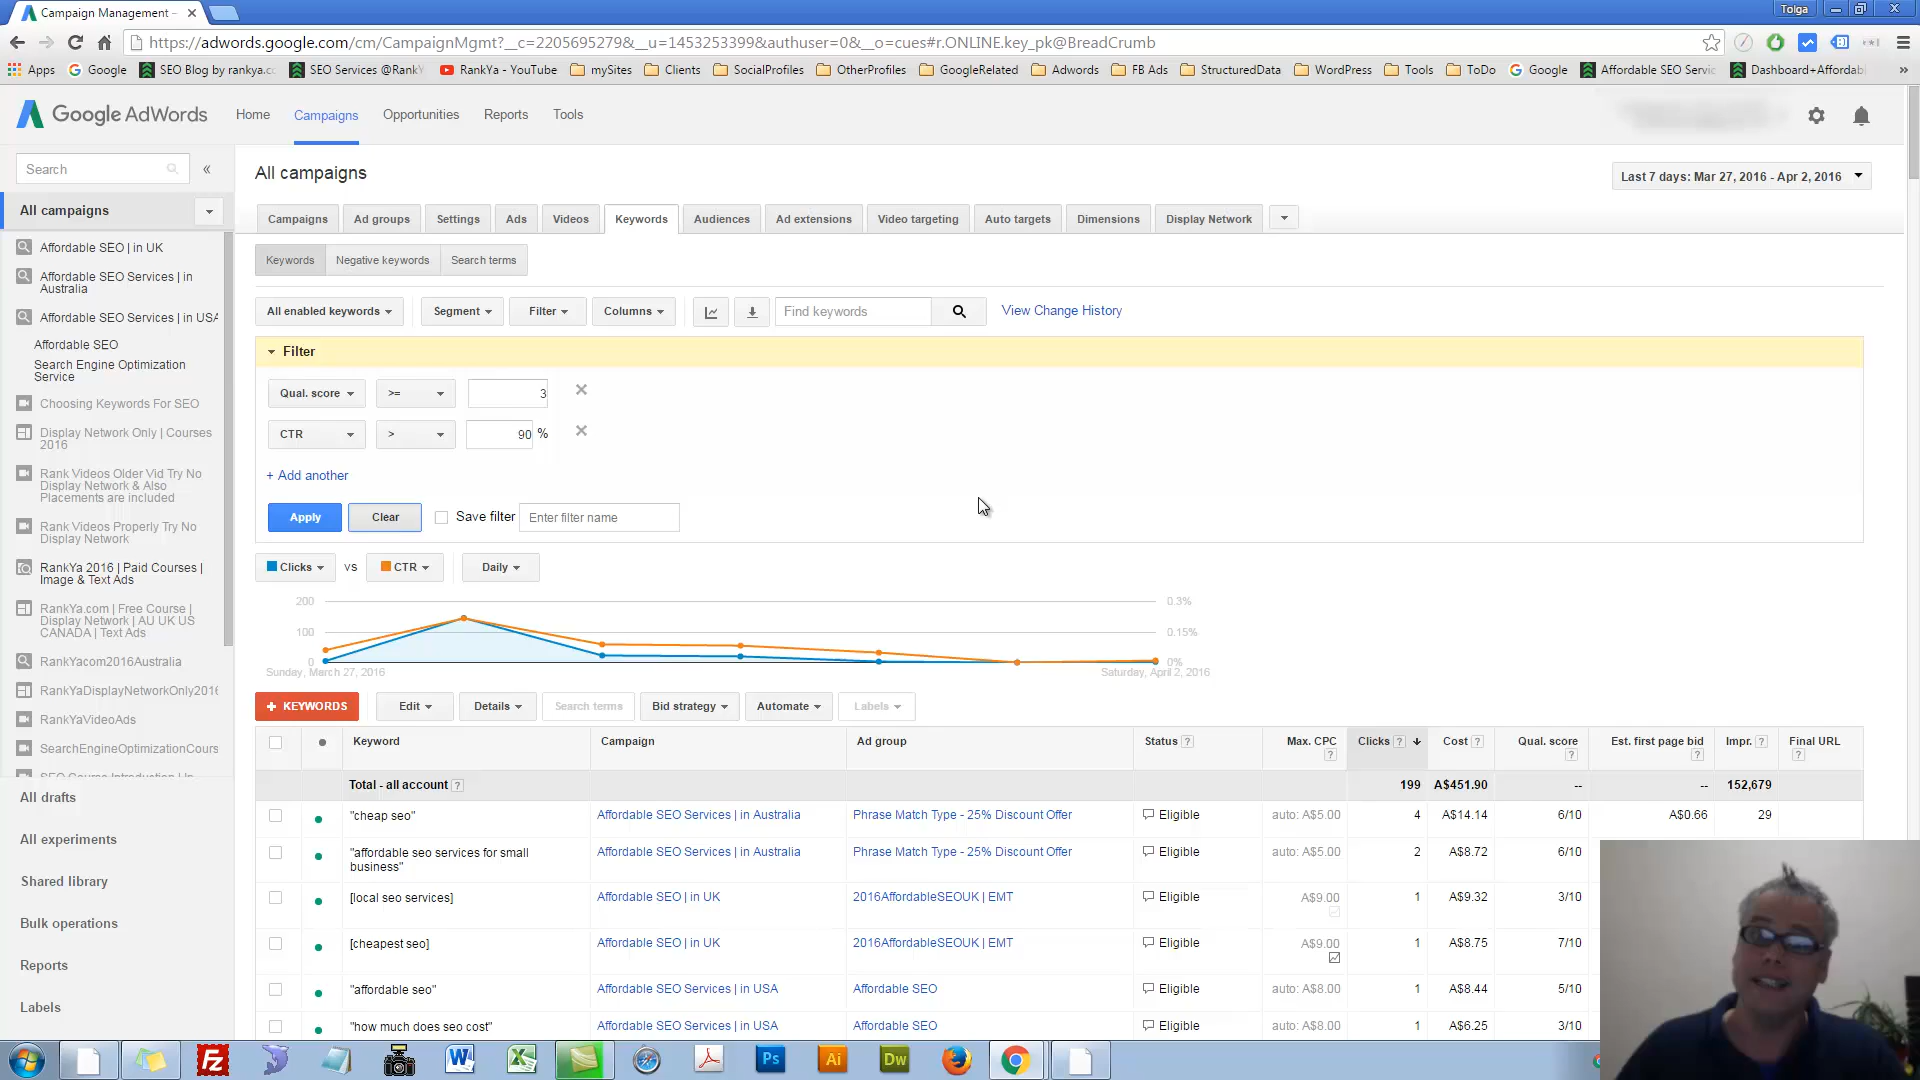 Campaign Management -
Tolga
https://adwords.google.com/cm/CampaignMgmt?__c=2205695279&__u=1453253399&authuser=0&__o=cues#r.ONLINE.key_pk@BreadCrumb
Apps Google SEO Blog by rankya.c SEO Services @RankY RankYa - YouTube mySites Clients SocialProfiles OtherProfiles GoogleRelated Adwords FB Ads StructuredData WordPress Tools ToDo Google Affordable SEO Servic Dashboard+Affordabl »
Google AdWords Home Campaigns Opportunities Reports Tools
Search «
All campaigns
Last 7 days: Mar 27, 2016 - Apr 2, 2016
All campaigns
Affordable SEO | in UK
Affordable SEO Services | in
Australia
Affordable SEO Services | in USA
Affordable SEO
Search Engine Optimization
Service
Choosing Keywords For SEO
Display Network Only | Courses
2016
Rank Videos Older Vid Try No
Display Network & Also
Placements are included
Rank Videos Properly Try No
Display Network
RankYa 2016 | Paid Courses |
Image & Text Ads
RankYa.com | Free Course |
Display Network | AU UK US
CANADA | Text Ads
RankYacom2016Australia
RankYaDisplayNetworkOnly2016
RankYaVideoAds
SearchEngineOptimizationCours
All drafts
All experiments
Shared library
Bulk operations
Reports
Labels
Campaigns Ad groups Settings Ads Videos Keywords Audiences Ad extensions Video targeting Auto targets Dimensions Display Network
Keywords Negative keywords Search terms
All enabled keywords Segment Filter Columns Find keywords View Change History
Filter
Qual. score >= 3
CTR > 90 %
+ Add another
Apply Clear Save filter Enter filter name
Clicks vs CTR Daily
200 0.3%
100 0.15%
0 0%
Sunday, March 27, 2016 Saturday, April 2, 2016
+ KEYWORDS Edit Details Search terms Bid strategy Automate Labels
Keyword Campaign Ad group Status ? Max. CPC ? Clicks ? Cost ? Qual. score ? Est. first page bid ? Impr. ? Final URL ?
Total - all account ? 199 A$451.90 -- -- 152,679
"cheap seo" Affordable SEO Services | in Australia Phrase Match Type - 25% Discount Offer Eligible auto: A$5.00 4 A$14.14 6/10 A$0.66 29
"affordable seo services for small Affordable SEO Services | in Australia Phrase Match Type - 25% Discount Offer Eligible auto: A$5.00 2 A$8.72 6/10
business"
[local seo services] Affordable SEO | in UK 2016AffordableSEOUK | EMT Eligible A$9.00 1 A$9.32 3/10
[cheapest seo] Affordable SEO | in UK 2016AffordableSEOUK | EMT Eligible A$9.00 1 A$8.75 7/10
"affordable seo" Affordable SEO Services | in USA Affordable SEO Eligible auto: A$8.00 1 A$8.44 5/10
"how much does seo cost" Affordable SEO Services | in USA Affordable SEO Eligible auto: A$8.00 1 A$6.25 3/10
Fz W X Ps Ai Dw